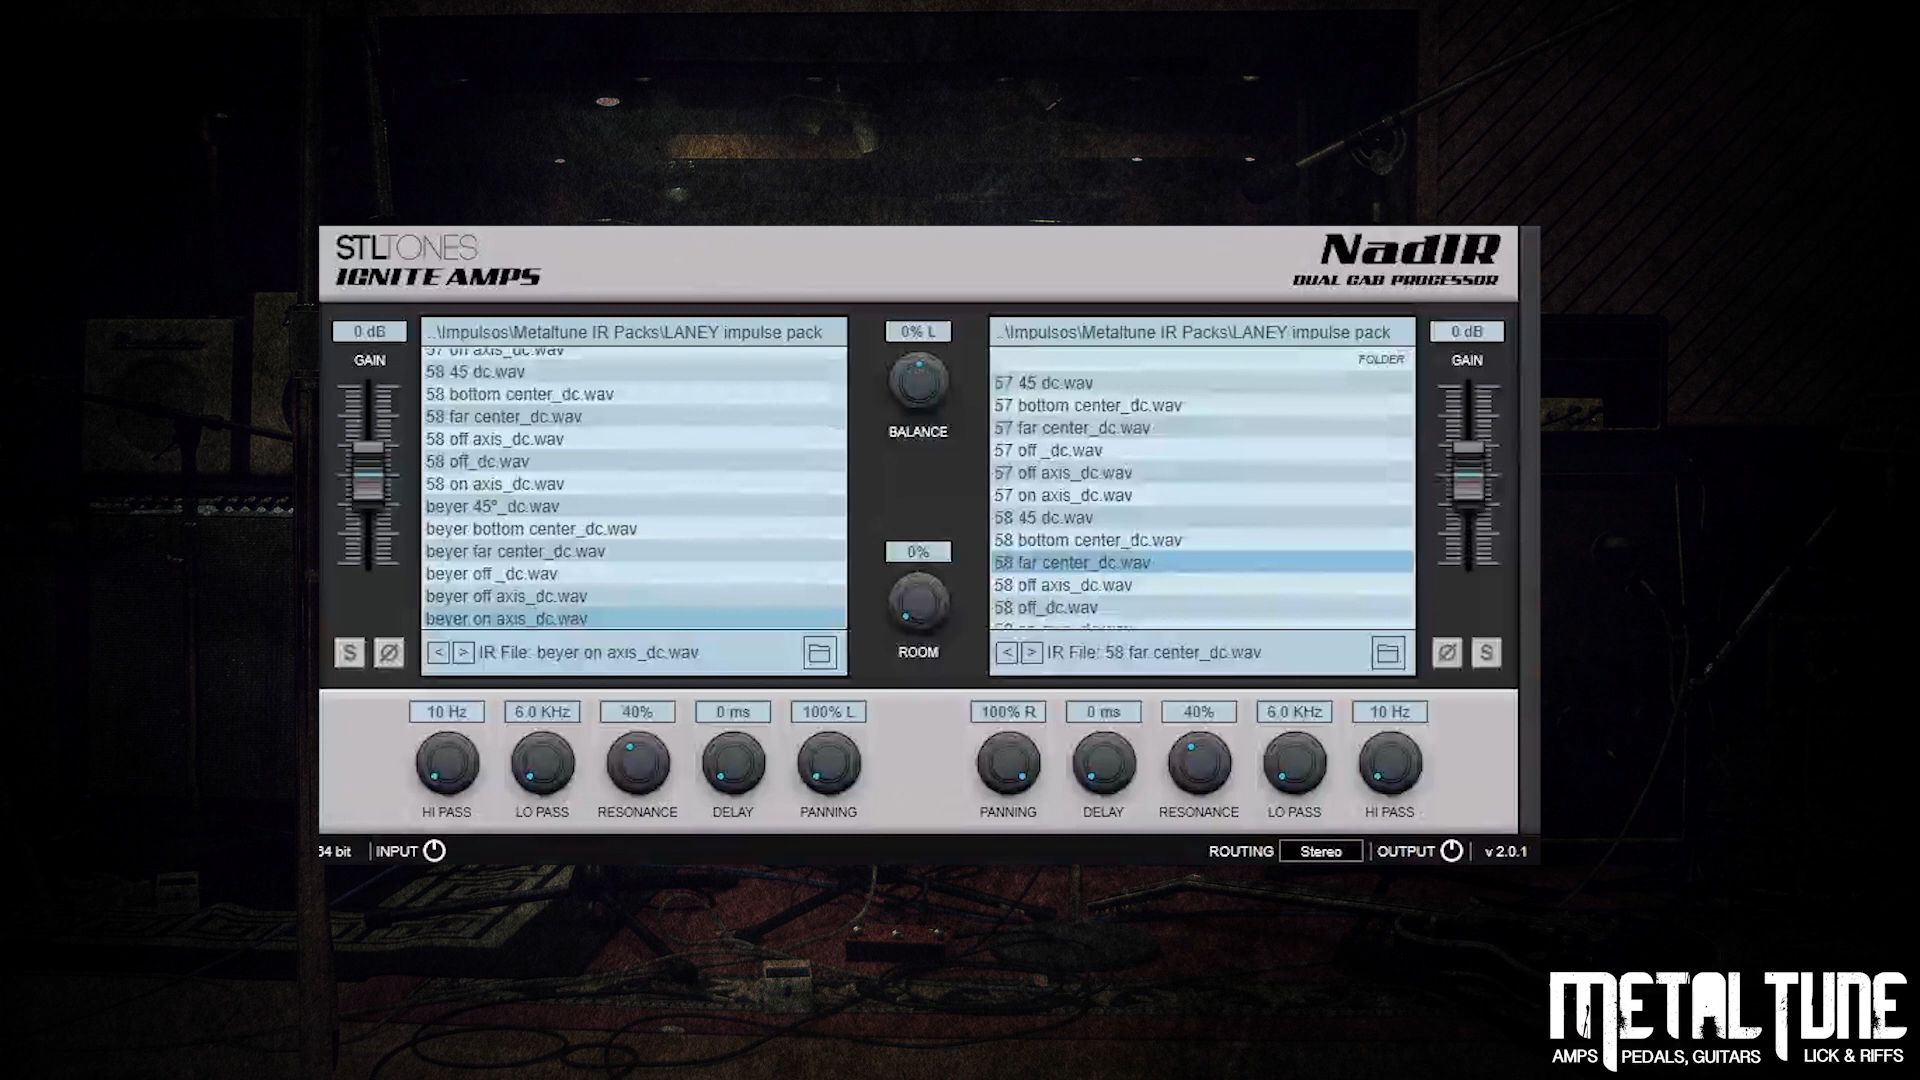 STLTONES
IGNITE AMPS
NadIR
DUAL CAB PROCESSOR
0 dB
GAIN
S Ø
..\Impulsos\Metaltune IR Packs\LANEY impulse pack
57 on axis_dc.wav
58 45 dc.wav
58 bottom center_dc.wav
58 far center_dc.wav
58 off axis_dc.wav
58 off_dc.wav
58 on axis_dc.wav
beyer 45°_dc.wav
beyer bottom center_dc.wav
beyer far center_dc.wav
beyer off _dc.wav
beyer off axis_dc.wav
beyer on axis_dc.wav
< > IR File: beyer on axis_dc.wav
0% L
BALANCE
0%
ROOM
..\Impulsos\Metaltune IR Packs\LANEY impulse pack
FOLDER
57 45 dc.wav
57 bottom center_dc.wav
57 far center_dc.wav
57 off _dc.wav
57 off axis_dc.wav
57 on axis_dc.wav
58 45 dc.wav
58 bottom center_dc.wav
58 far center_dc.wav
58 off axis_dc.wav
58 off_dc.wav
< > IR File: 58 far center_dc.wav
0 dB
GAIN
Ø S
10 Hz 6.0 KHz 40% 0 ms 100% L
HI PASS LO PASS RESONANCE DELAY PANNING
100% R 0 ms 40% 6.0 KHz 10 Hz
PANNING DELAY RESONANCE LO PASS HI PASS
64 bit | INPUT
ROUTING Stereo | OUTPUT | v 2.0.1
METAL TUNE
AMPS PEDALS, GUITARS LICK & RIFFS